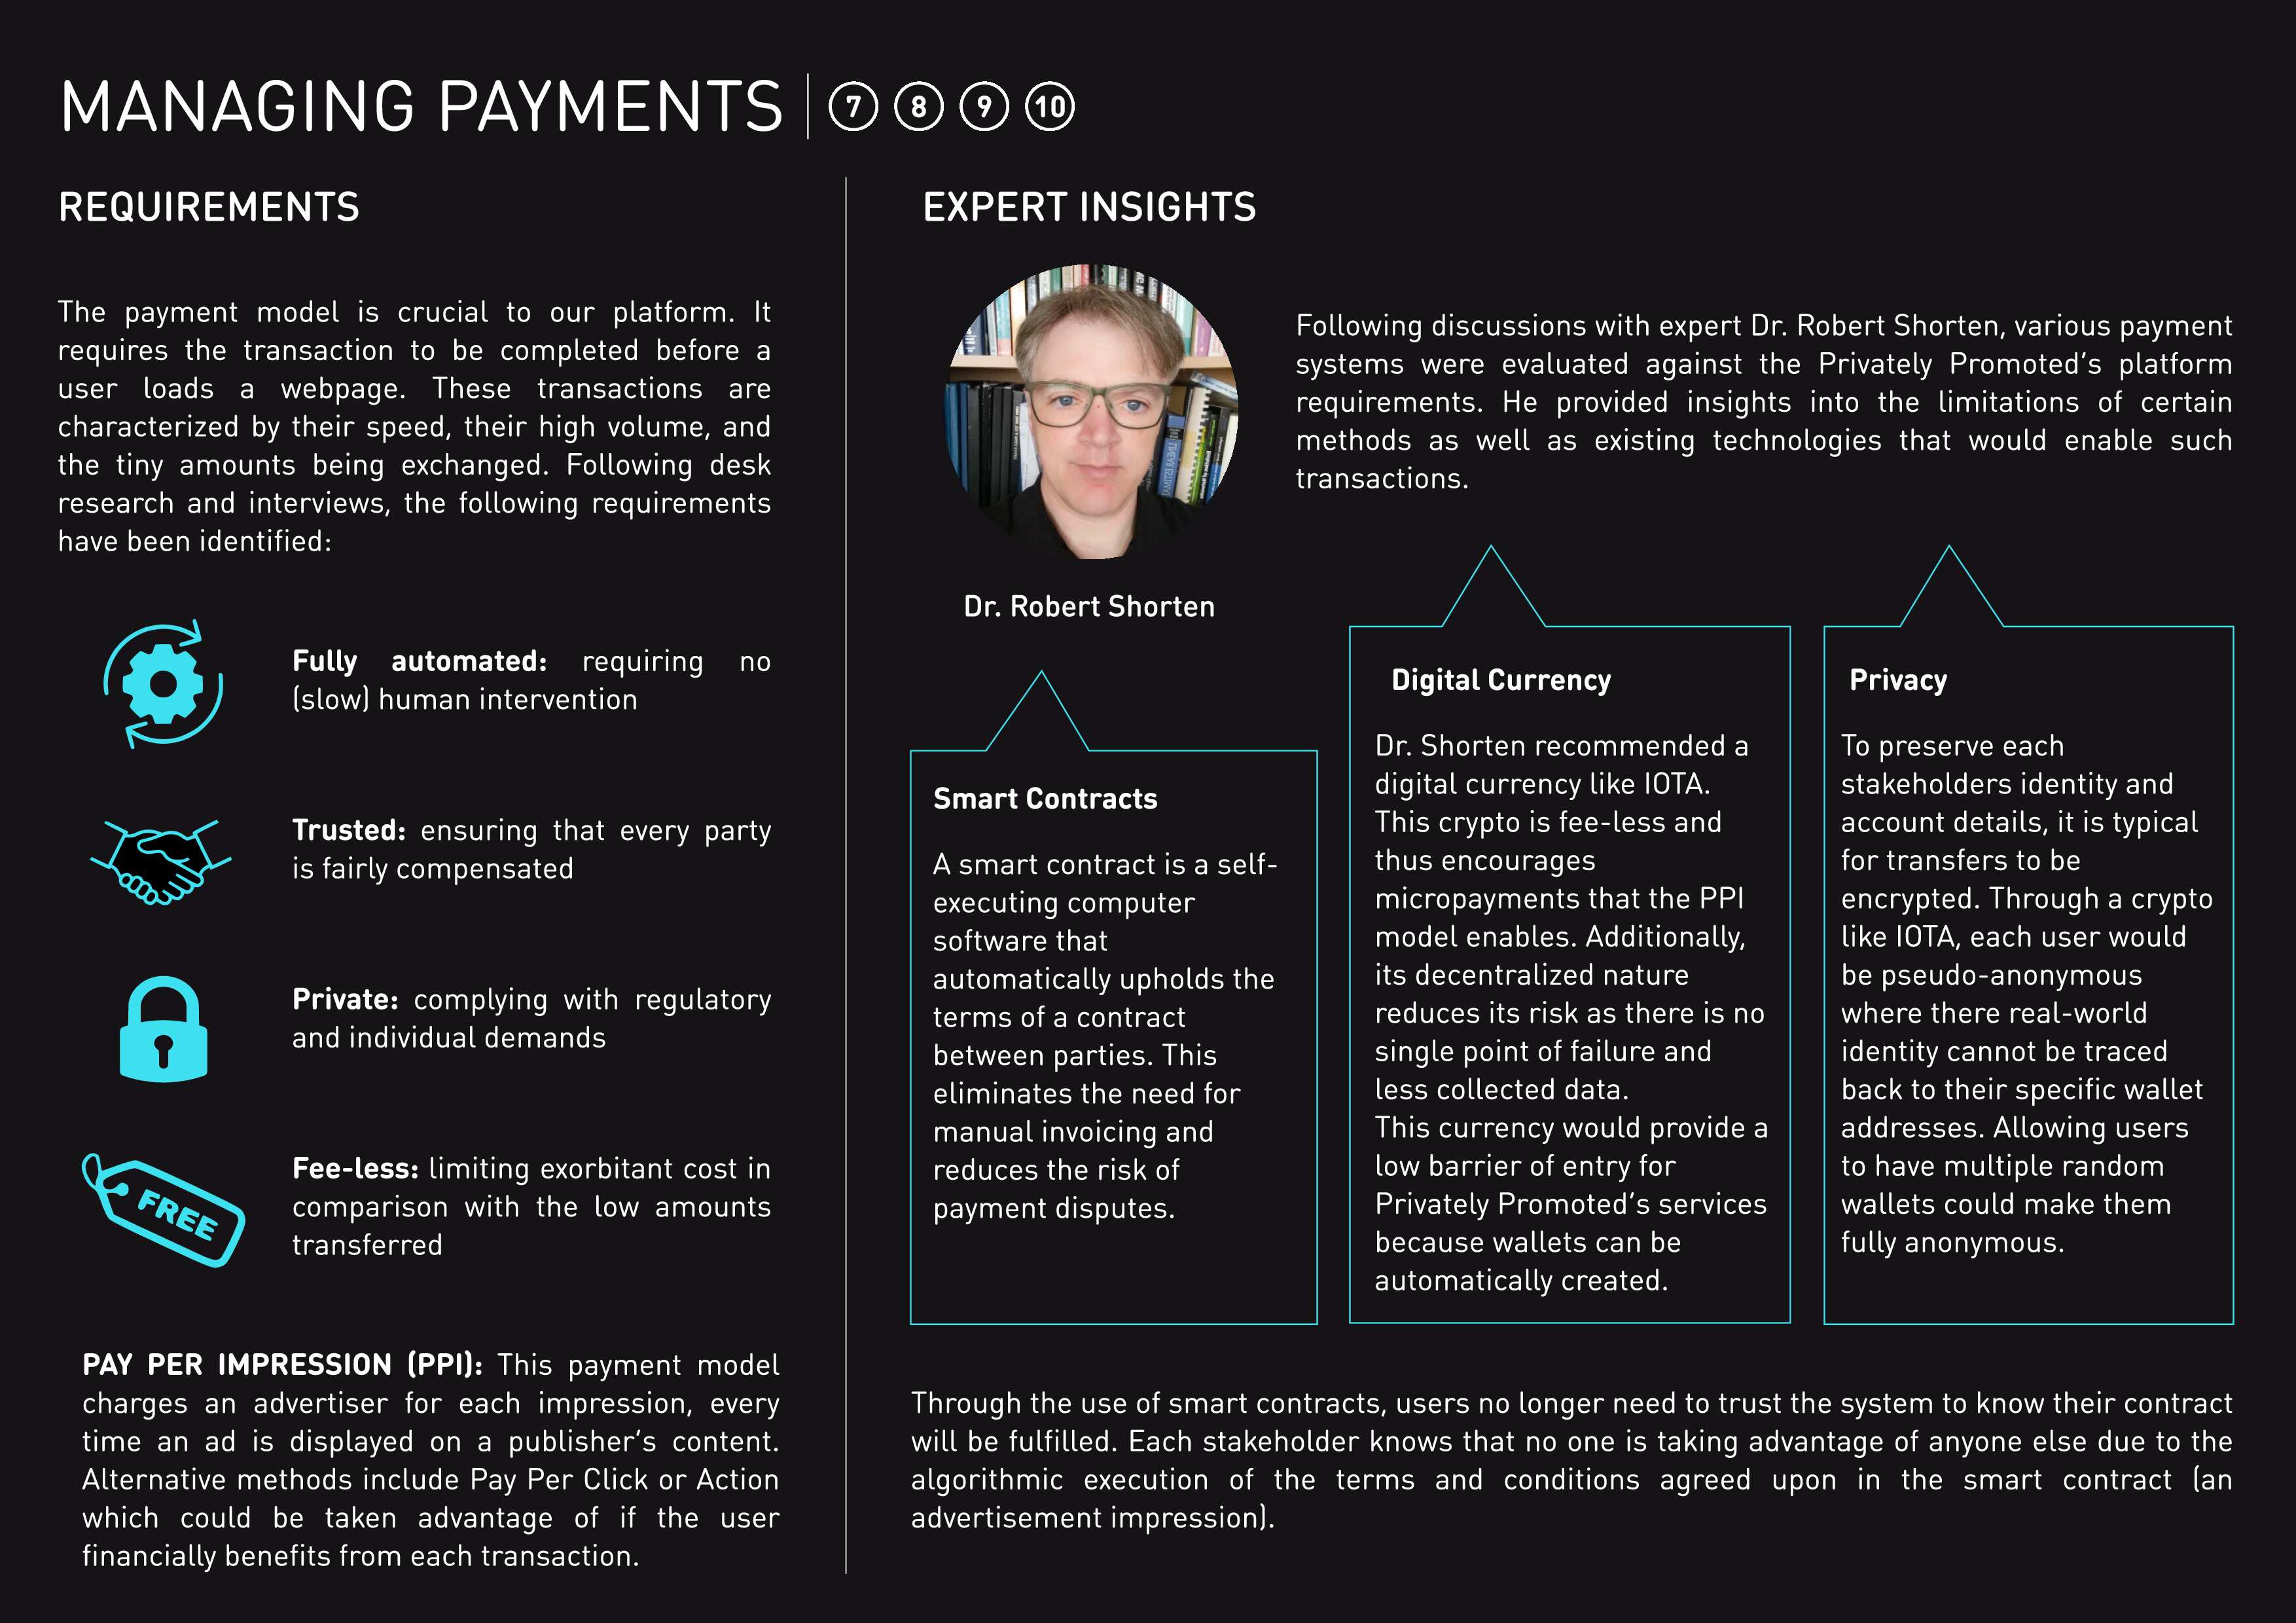 MANAGING PAYMENTS 7 8 9 10
REQUIREMENTS
The payment model is crucial to our platform. It
requires the transaction to be completed before a
user loads a webpage. These transactions are
characterized by their speed, their high volume, and
the tiny amounts being exchanged. Following desk
research and interviews, the following requirements
have been identified:
Fully automated: requiring no
(slow) human intervention
Trusted: ensuring that every party
is fairly compensated
Private: complying with regulatory
and individual demands
FREE
Fee-less: limiting exorbitant cost in
comparison with the low amounts
transferred
PAY PER IMPRESSION (PPI): This payment model
charges an advertiser for each impression, every
time an ad is displayed on a publisher's content.
Alternative methods include Pay Per Click or Action
which could be taken advantage of if the user
financially benefits from each transaction.
EXPERT INSIGHTS
Dr. Robert Shorten
Following discussions with expert Dr. Robert Shorten, various payment
systems were evaluated against the Privately Promoted's platform
requirements. He provided insights into the limitations of certain
methods as well as existing technologies that would enable such
transactions.
Smart Contracts
A smart contract is a self-
executing computer
software that
automatically upholds the
terms of a contract
between parties. This
eliminates the need for
manual invoicing and
reduces the risk of
payment disputes.
Digital Currency
Dr. Shorten recommended a
digital currency like IOTA.
This crypto is fee-less and
thus encourages
micropayments that the PPI
model enables. Additionally,
its decentralized nature
reduces its risk as there is no
single point of failure and
less collected data.
This currency would provide a
low barrier of entry for
Privately Promoted's services
because wallets can be
automatically created.
Privacy
To preserve each
stakeholders identity and
account details, it is typical
for transfers to be
encrypted. Through a crypto
like IOTA, each user would
be pseudo-anonymous
where there real-world
identity cannot be traced
back to their specific wallet
addresses. Allowing users
to have multiple random
wallets could make them
fully anonymous.
Through the use of smart contracts, users no longer need to trust the system to know their contract
will be fulfilled. Each stakeholder knows that no one is taking advantage of anyone else due to the
algorithmic execution of the terms and conditions agreed upon in the smart contract (an
advertisement impression).